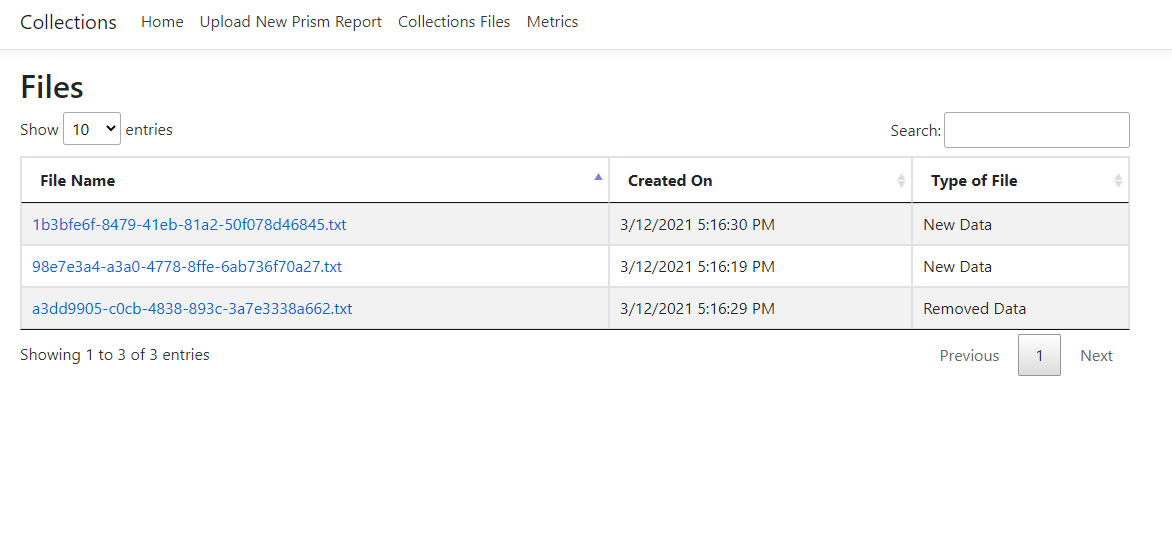 Collections Home Upload New Prism Report Collections Files Metrics
Files
Show 10 entries Search:
File Name Created On Type of File
1b3bfe6f-8479-41eb-81a2-50f078d46845.txt 3/12/2021 5:16:30 PM New Data
98e7e3a4-a3a0-4778-8ffe-6ab736f70a27.txt 3/12/2021 5:16:19 PM New Data
a3dd9905-c0cb-4838-893c-3a7e3338a662.txt 3/12/2021 5:16:29 PM Removed Data
Showing 1 to 3 of 3 entries Previous 1 Next